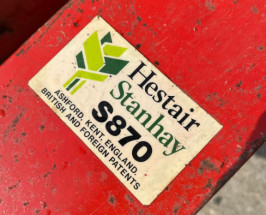 Hestair
Stanhay
S870
ASHFORD, KENT, ENGLAND.
BRITISH AND FOREIGN PATENTS